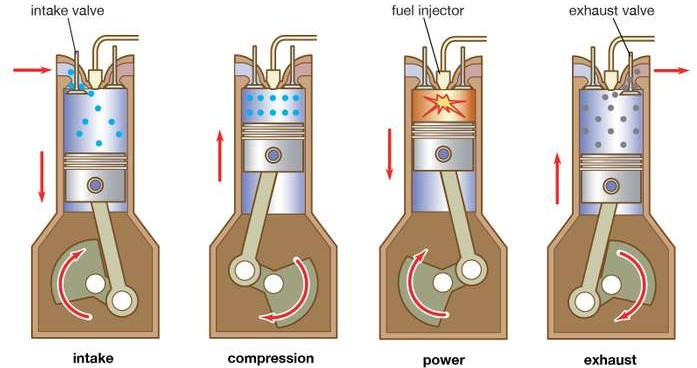 intake valve
fuel injector
exhaust valve
intake
compression
power
exhaust